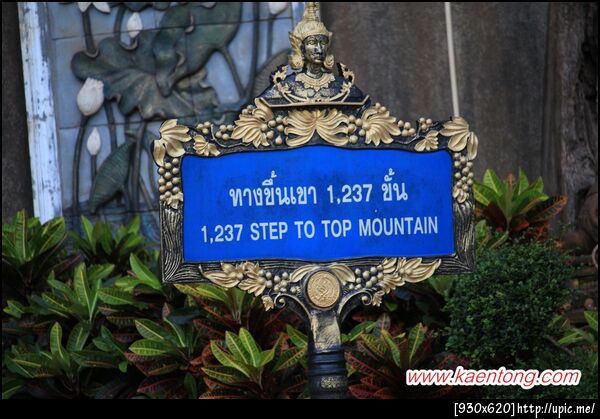 ทางขึ้นเขา 1,237 ขั้น
1,237 STEP TO TOP MOUNTAIN
www.kaentong.com
[930x620]http://upic.me/